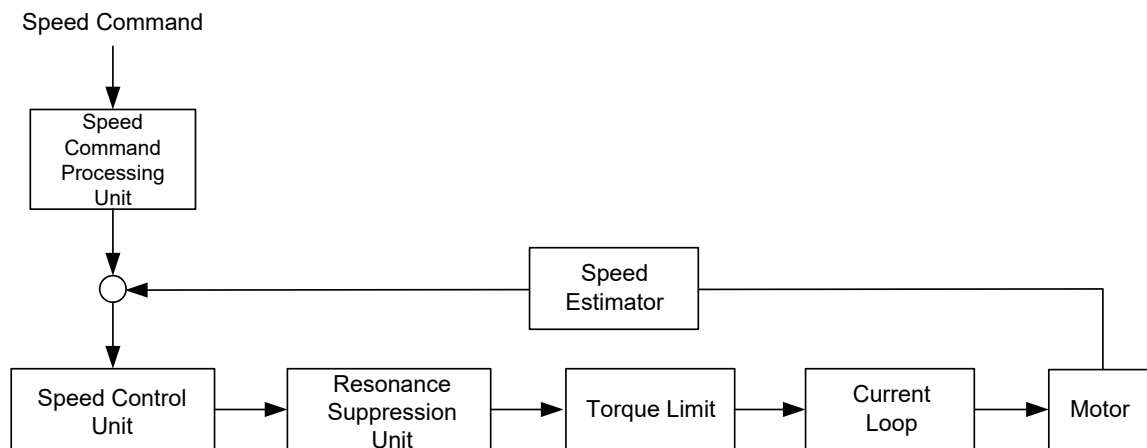 Speed Command
Speed
Command
Processing
Unit
Speed
Estimator
Speed Control
Unit
Resonance
Suppression
Unit
Torque Limit
Current
Loop
Motor